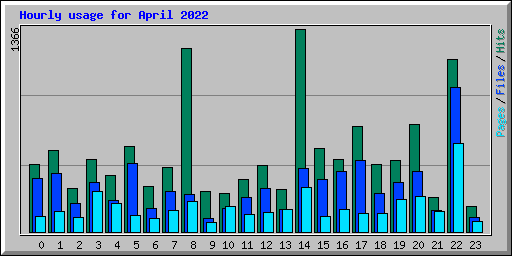 Hourly usage for April 2022
1366
Pages / Files / Hits
0 1 2 3 4 5 6 7 8 9 10 11 12 13 14 15 16 17 18 19 20 21 22 23